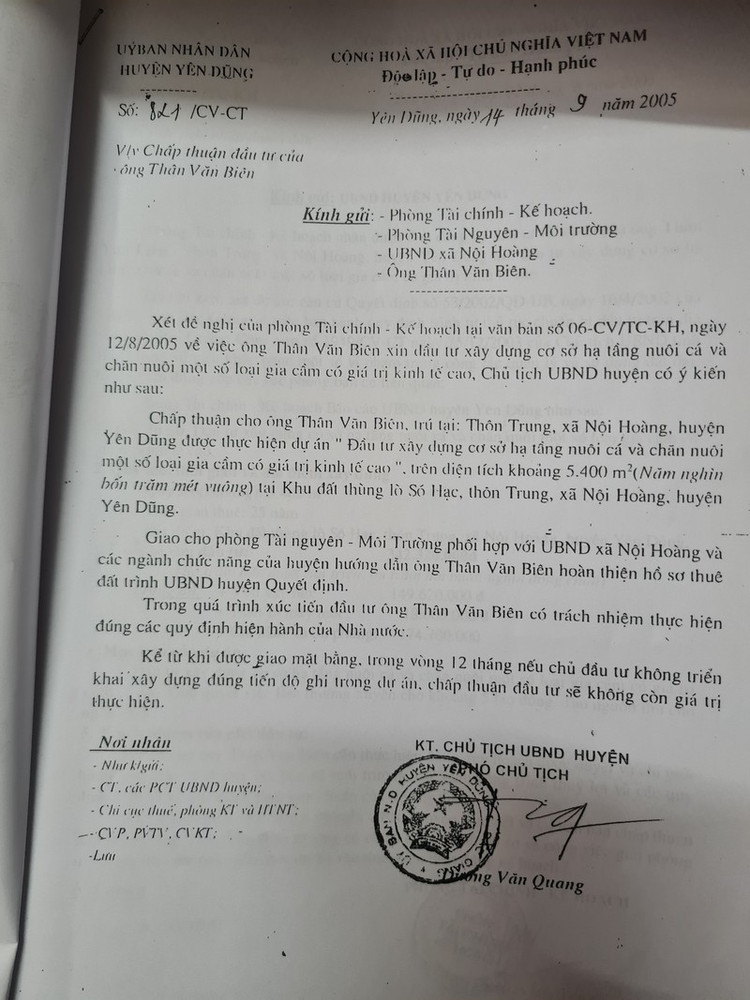 UỶ BAN NHÂN DÂN
HUYỆN YÊN DŨNG
CỘNG HOÀ XÃ HỘI CHỦ NGHĨA VIỆT NAM
Độc lập - Tự do - Hạnh phúc
Số: 821 /CV-CT
Yên Dũng, ngày 14 tháng 9 năm 2005
V/v Chấp thuận đầu tư của
ông Thân Văn Biên
Kính gửi: - Phòng Tài chính - Kế hoạch.
- Phòng Tài Nguyên - Môi trường
- UBND xã Nội Hoàng
- Ông Thân Văn Biên.
Xét đề nghị của phòng Tài chính - Kế hoạch tại văn bản số 06-CV/TC-KH, ngày
12/8/2005 về việc ông Thân Văn Biên xin đầu tư xây dựng cơ sở hạ tầng nuôi cá và
chăn nuôi một số loại gia cầm có giá trị kinh tế cao, Chủ tịch UBND huyện có ý kiến
như sau:
Chấp thuận cho ông Thân Văn Biên, trú tại: Thôn Trung, xã Nội Hoàng, huyện
Yên Dũng được thực hiện dự án " Đầu tư xây dựng cơ sở hạ tầng nuôi cá và chăn nuôi
một số loại gia cầm có giá trị kinh tế cao ", trên diện tích khoảng 5.400 m²(Năm nghìn
bốn trăm mét vuông) tại Khu đất thùng lò Só Hạc, thôn Trung, xã Nội Hoàng, huyện
Yên Dũng.
Giao cho phòng Tài nguyên - Môi Trường phối hợp với UBND xã Nội Hoàng và
các ngành chức năng của huyện hướng dẫn ông Thân Văn Biên hoàn thiện hồ sơ thuê
đất trình UBND huyện Quyết định.
Trong quá trình xúc tiến đầu tư ông Thân Văn Biên có trách nhiệm thực hiện
đúng các quy định hiện hành của Nhà nước.
Kể từ khi được giao mặt bằng, trong vòng 12 tháng nếu chủ đầu tư không triển
khai xây dựng đúng tiến độ ghi trong dự án, chấp thuận đầu tư sẽ không còn giá trị
thực hiện.
Nơi nhân
- Như k/gửi;
- CT, các PCT UBND huyện;
- Chi cục thuế, phòng KT và HTNT;
- CVP, PVTV, CVKT;
-Lưu
KT. CHỦ TỊCH UBND HUYỆN
PHÓ CHỦ TỊCH
ỦY BAN N.D HUYỆN YÊN DŨNG
GIANG
Văn Quang